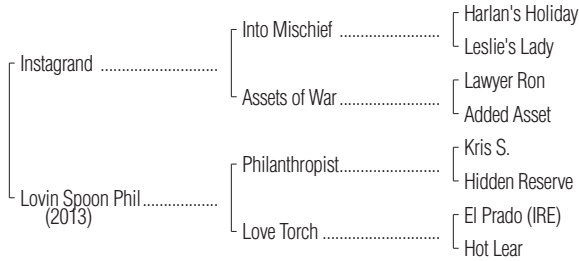 Harlan's Holiday
Into Mischief ....................
Leslie's Lady
Instagrand ........................
Lawyer Ron
Assets of War ....................
Added Asset
Kris S.
Philanthropist ....................
Hidden Reserve
Lovin Spoon Phil ...............
(2013)
El Prado (IRE)
Love Torch ........................
Hot Lear